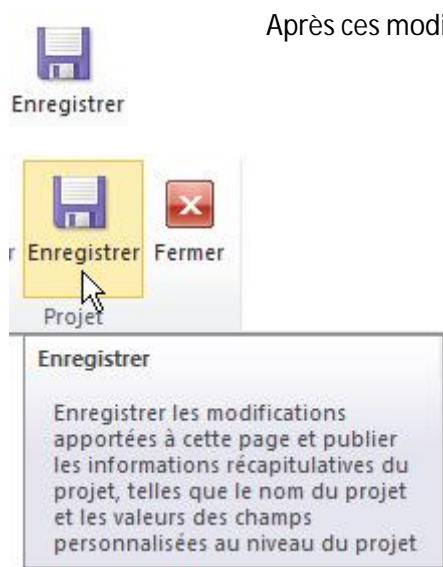 Après ces modi
Enregistrer
r Enregistrer Fermer
Projet
Enregistrer
Enregistrer les modifications
apportées à cette page et publier
les informations récapitulatives du
projet, telles que le nom du projet
et les valeurs des champs
personnalisées au niveau du projet